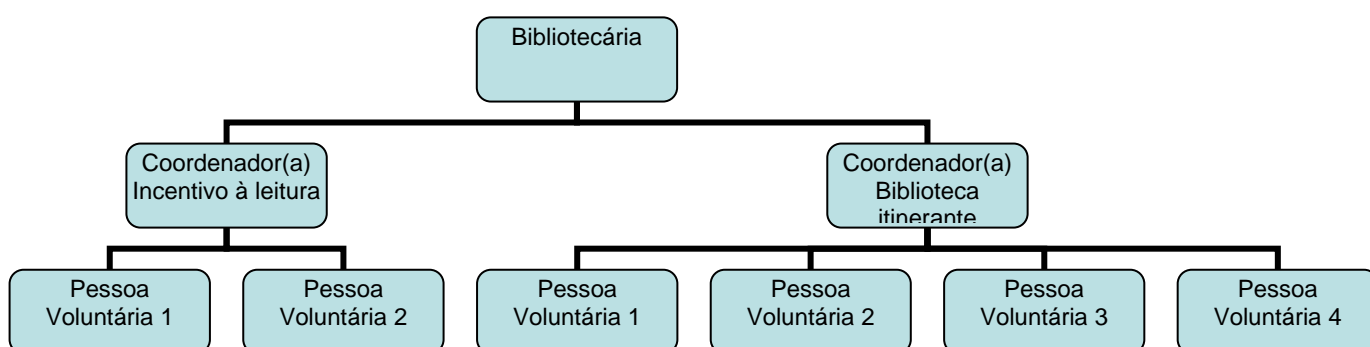 Bibliotecária
Coordenador(a)
Incentivo à leitura
Coordenador(a)
Biblioteca
itinerante
Pessoa
Voluntária 1
Pessoa
Voluntária 2
Pessoa
Voluntária 1
Pessoa
Voluntária 2
Pessoa
Voluntária 3
Pessoa
Voluntária 4